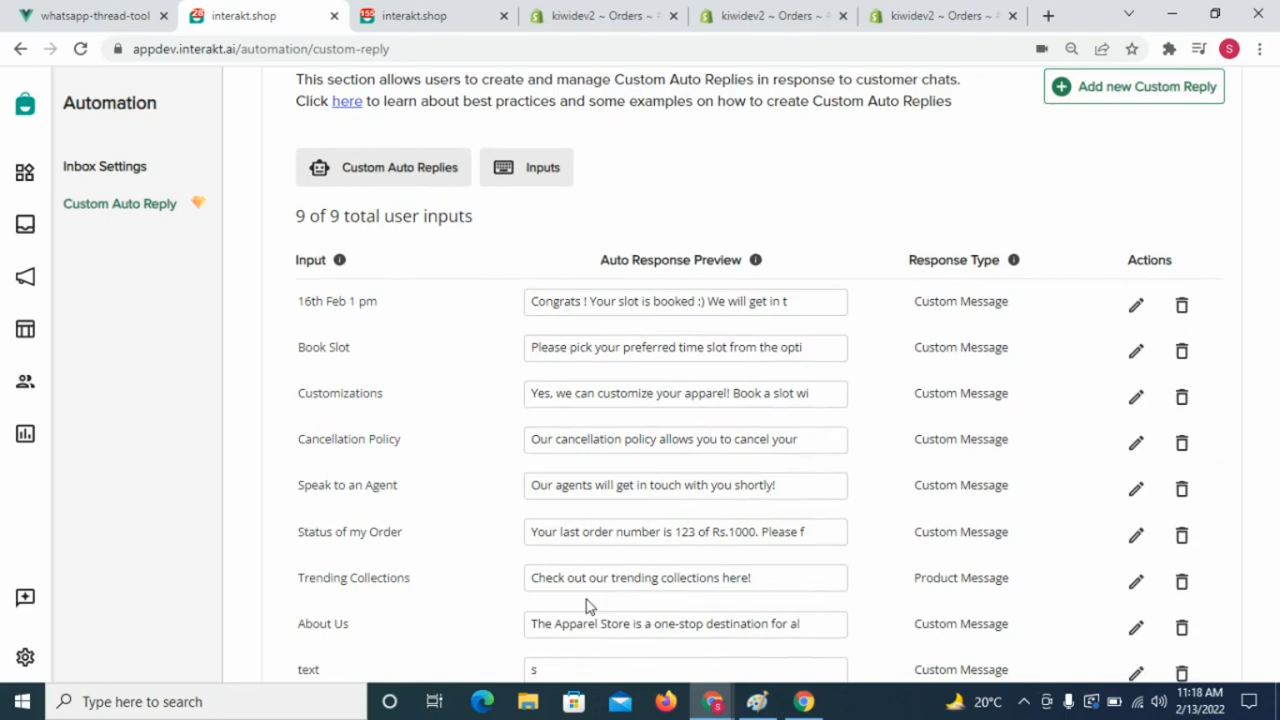 whatsapp-thread-tool
28
interakt.shop
155
interakt.shop
kiwidev2 ~ Orders ~
kiwidev2 ~ Orders ~
kiwidev2 ~ Orders ~
appdev.interakt.ai/automation/custom-reply
S
Automation
Inbox Settings
Custom Auto Reply
This section allows users to create and manage Custom Auto Replies in response to customer chats.
Click here to learn about best practices and some examples on how to create Custom Auto Replies
Add new Custom Reply
Custom Auto Replies
Inputs
9 of 9 total user inputs
Input Auto Response Preview Response Type Actions
16th Feb 1 pm Congrats ! Your slot is booked :) We will get in t Custom Message
Book Slot Please pick your preferred time slot from the opti Custom Message
Customizations Yes, we can customize your apparel! Book a slot wi Custom Message
Cancellation Policy Our cancellation policy allows you to cancel your Custom Message
Speak to an Agent Our agents will get in touch with you shortly! Custom Message
Status of my Order Your last order number is 123 of Rs.1000. Please f Custom Message
Trending Collections Check out our trending collections here! Product Message
About Us The Apparel Store is a one-stop destination for al Custom Message
text s Custom Message
Type here to search
20°C
11:18 AM
2/13/2022